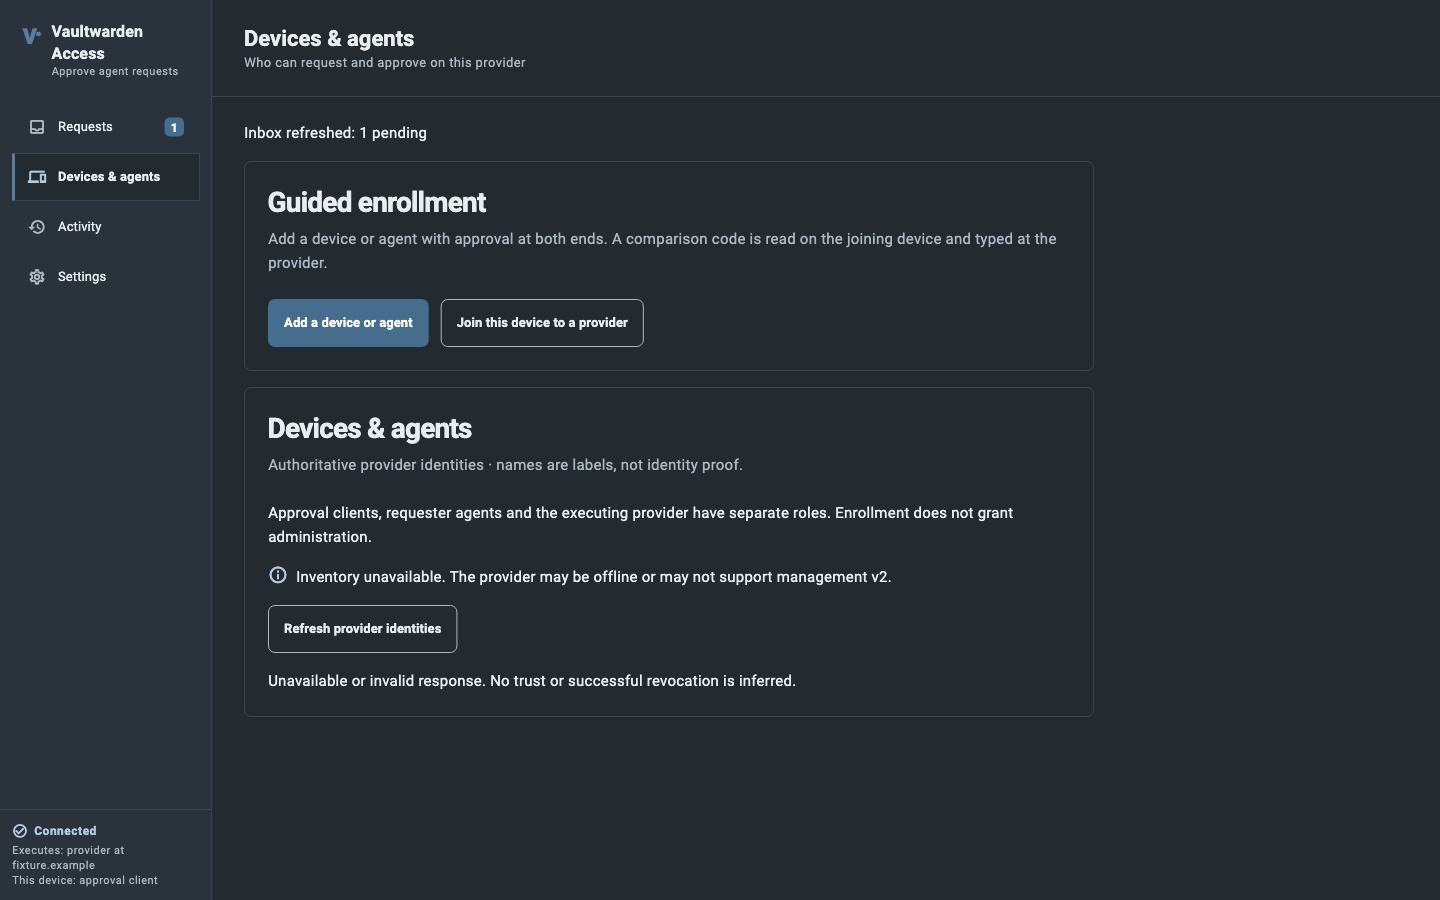 Vaultwarden
Access
Approve agent requests
Requests
1
Devices & agents
Activity
Settings
Connected
Executes: provider at
fixture.example
This device: approval client
Devices & agents
Who can request and approve on this provider
Inbox refreshed: 1 pending
Guided enrollment
Add a device or agent with approval at both ends. A comparison code is read on the joining device and typed at the
provider.
Add a device or agent
Join this device to a provider
Devices & agents
Authoritative provider identities · names are labels, not identity proof.
Approval clients, requester agents and the executing provider have separate roles. Enrollment does not grant
administration.
Inventory unavailable. The provider may be offline or may not support management v2.
Refresh provider identities
Unavailable or invalid response. No trust or successful revocation is inferred.